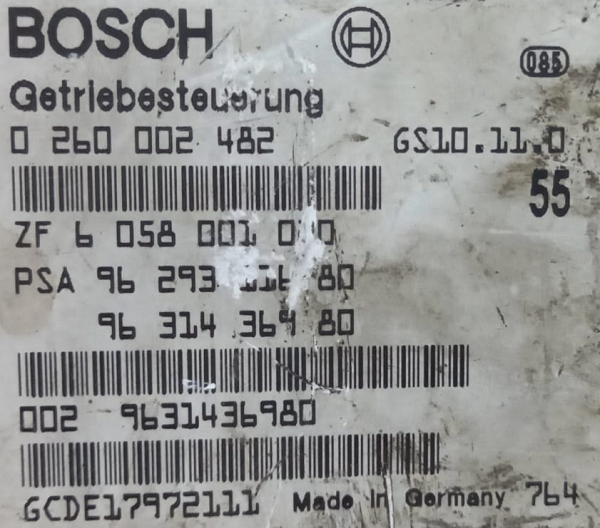 BOSCH
085
Getriebesteuerung
0 260 002 482 GS10.11.0
55
ZF 6 058 001
PSA 96 293 80
96 314 369 80
002 9631436980
GCDE17972111 Made in Germany 764